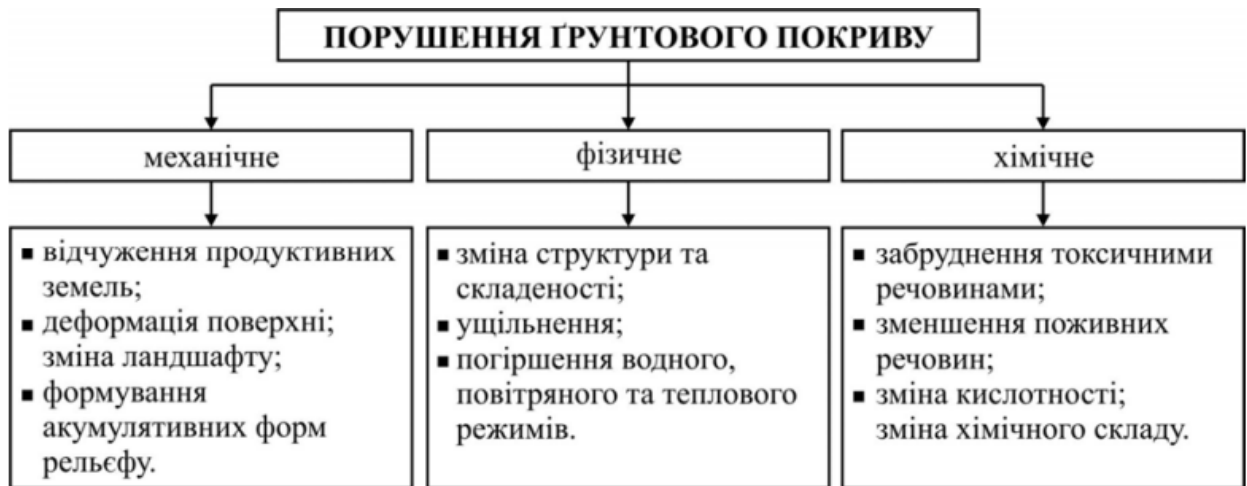 ПОРУШЕННЯ ҐРУНТОВОГО ПОКРИВУ
механічне
фізичне
хімічне
▪ відчуження продуктивних
земель;
▪ деформація поверхні;
зміна ландшафту;
▪ формування
акумулятивних форм
рельєфу.
▪ зміна структури та
складеності;
▪ ущільнення;
▪ погіршення водного,
повітряного та теплового
режимів.
▪ забруднення токсичними
речовинами;
▪ зменшення поживних
речовин;
▪ зміна кислотності;
зміна хімічного складу.